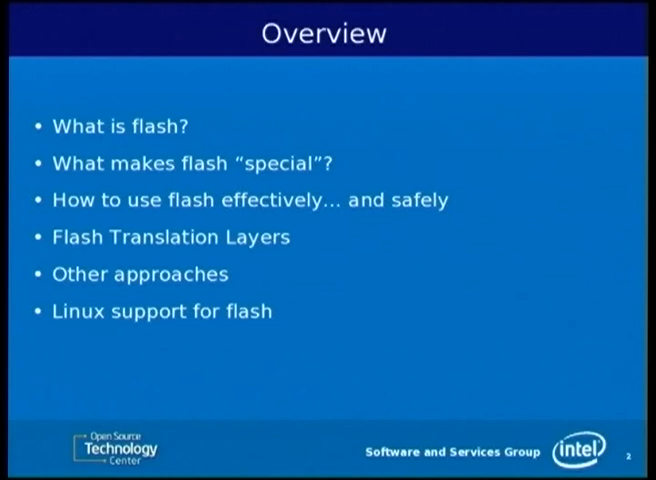 Overview
• What is flash?
• What makes flash “special”?
• How to use flash effectively... and safely
• Flash Translation Layers
• Other approaches
• Linux support for flash
Open Source
Technology
Center
Software and Services Group
intel
2